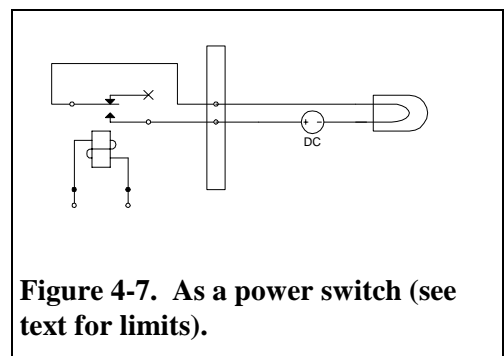 + -
DC
Figure 4-7. As a power switch (see
text for limits).